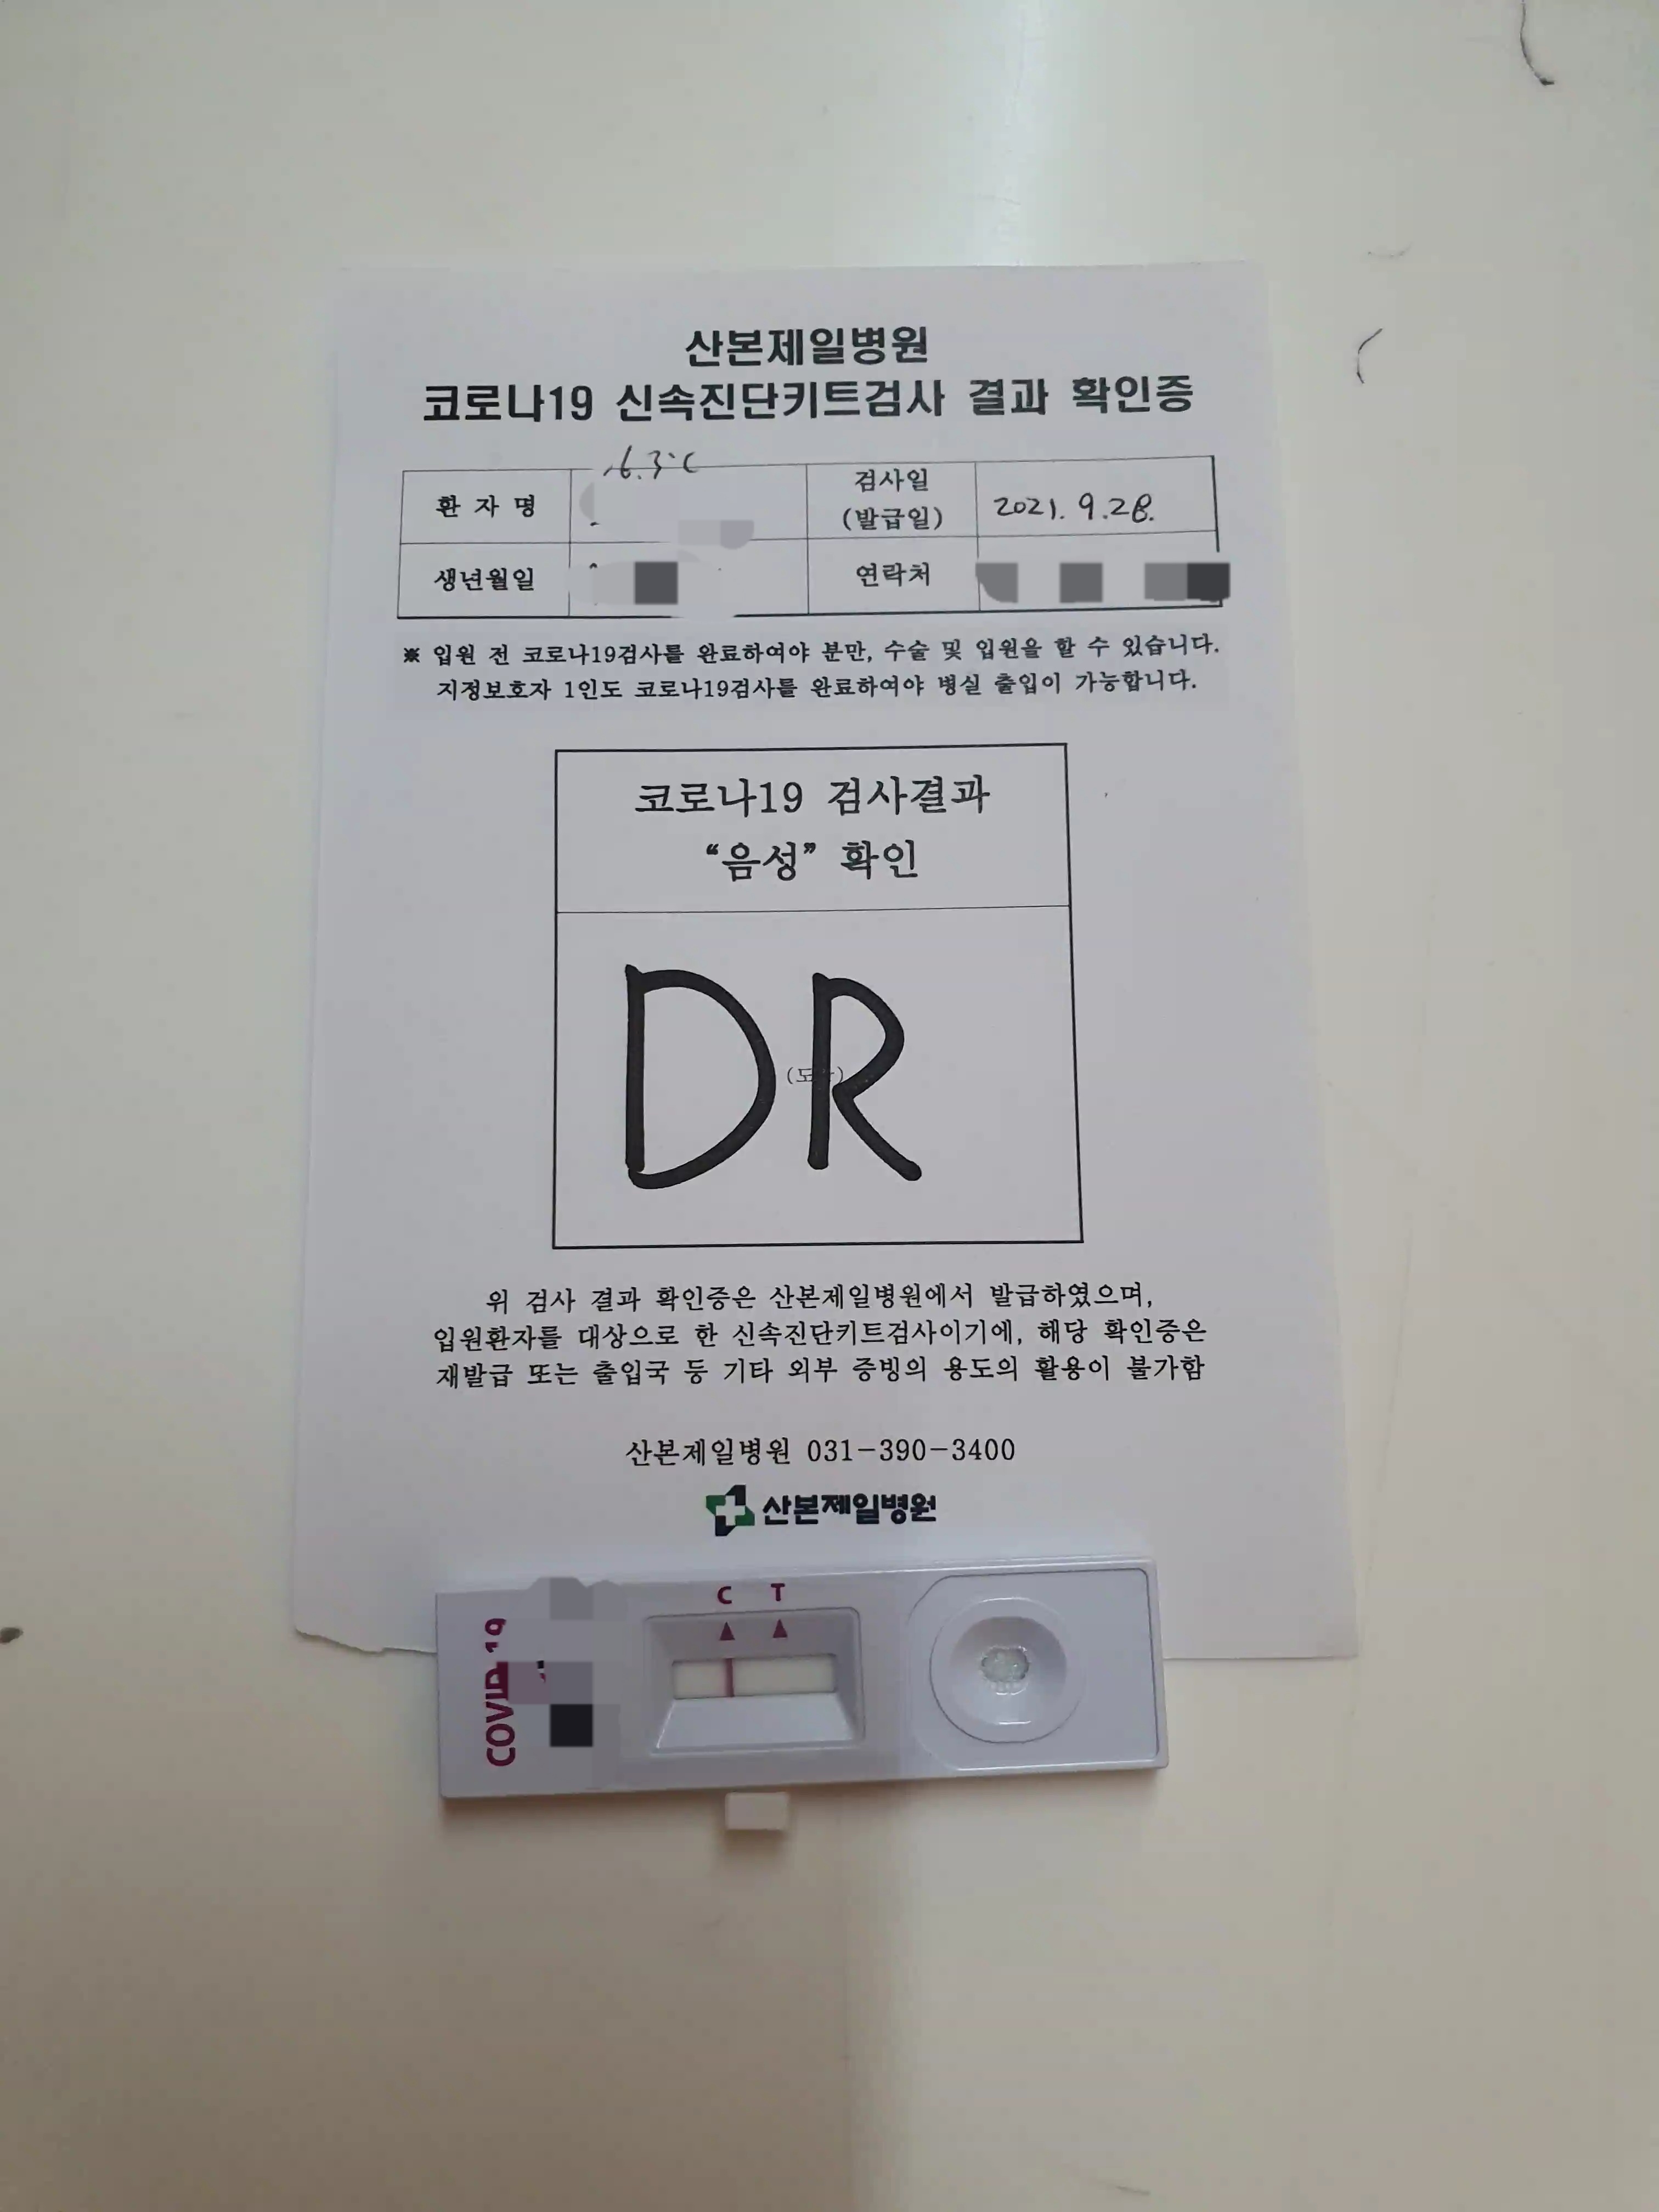 산본제일병원
코로나19 신속진단키트검사 결과 확인증
6.3℃
환 자 명 검사일 (발급일) 2021. 9. 28.
생년월일 연락처
※ 입원 전 코로나19검사를 완료하여야 분만, 수술 및 입원을 할 수 있습니다.
지정보호자 1인도 코로나19검사를 완료하여야 병실 출입이 가능합니다.
코로나19 검사결과
“음성” 확인
DR
위 검사 결과 확인증은 산본제일병원에서 발급하였으며,
입원환자를 대상으로 한 신속진단키트검사이기에, 해당 확인증은
재발급 또는 출입국 등 기타 외부 증빙의 용도의 활용이 불가함
산본제일병원 031-390-3400
산본제일병원
C T
COVID 19